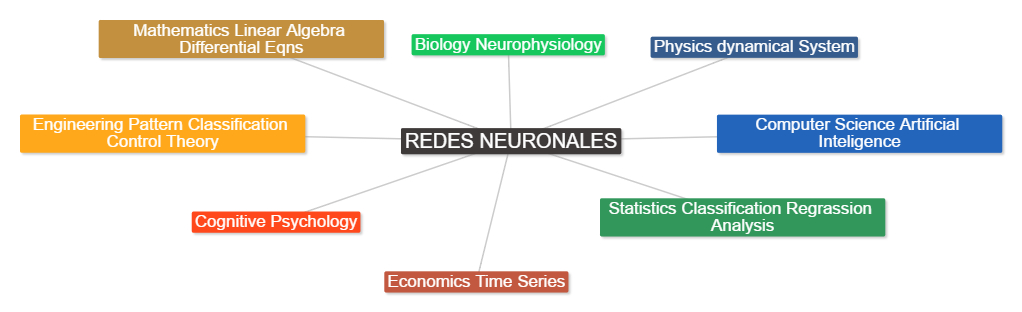 Mathematics Linear Algebra
Differential Eqns
Biology Neurophysiology
Physics dynamical System
Engineering Pattern Classification
Control Theory
REDES NEURONALES
Computer Science Artificial
Inteligence
Cognitive Psychology
Statistics Classification Regrassion
Analysis
Economics Time Series